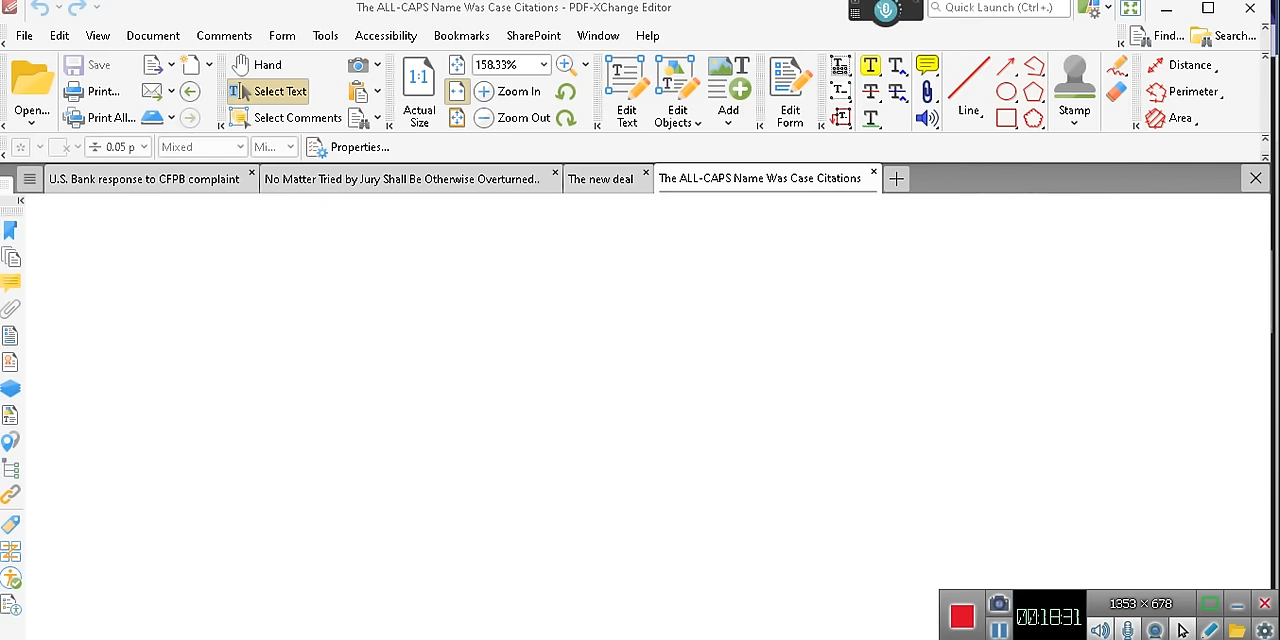 The ALL-CAPS Name Was Case Citations - PDF-XChange Editor
Quick Launch (Ctrl+.)
File Edit View Document Comments Form Tools Accessibility Bookmarks SharePoint Window Help
Find... Search...
Open... Save Print... Print All...
Hand
Select Text
Select Comments
1:1 Actual Size
158.33%
Zoom In
Zoom Out
Edit Text
Edit Objects
Add
Edit Form
Line
Stamp
Distance
Perimeter
Area
0.05 p Mixed Mi... Properties...
U.S. Bank response to CFPB complaint No Matter Tried by Jury Shall Be Otherwise Overturned.. The new deal The ALL-CAPS Name Was Case Citations
00:18:31 1353 × 678